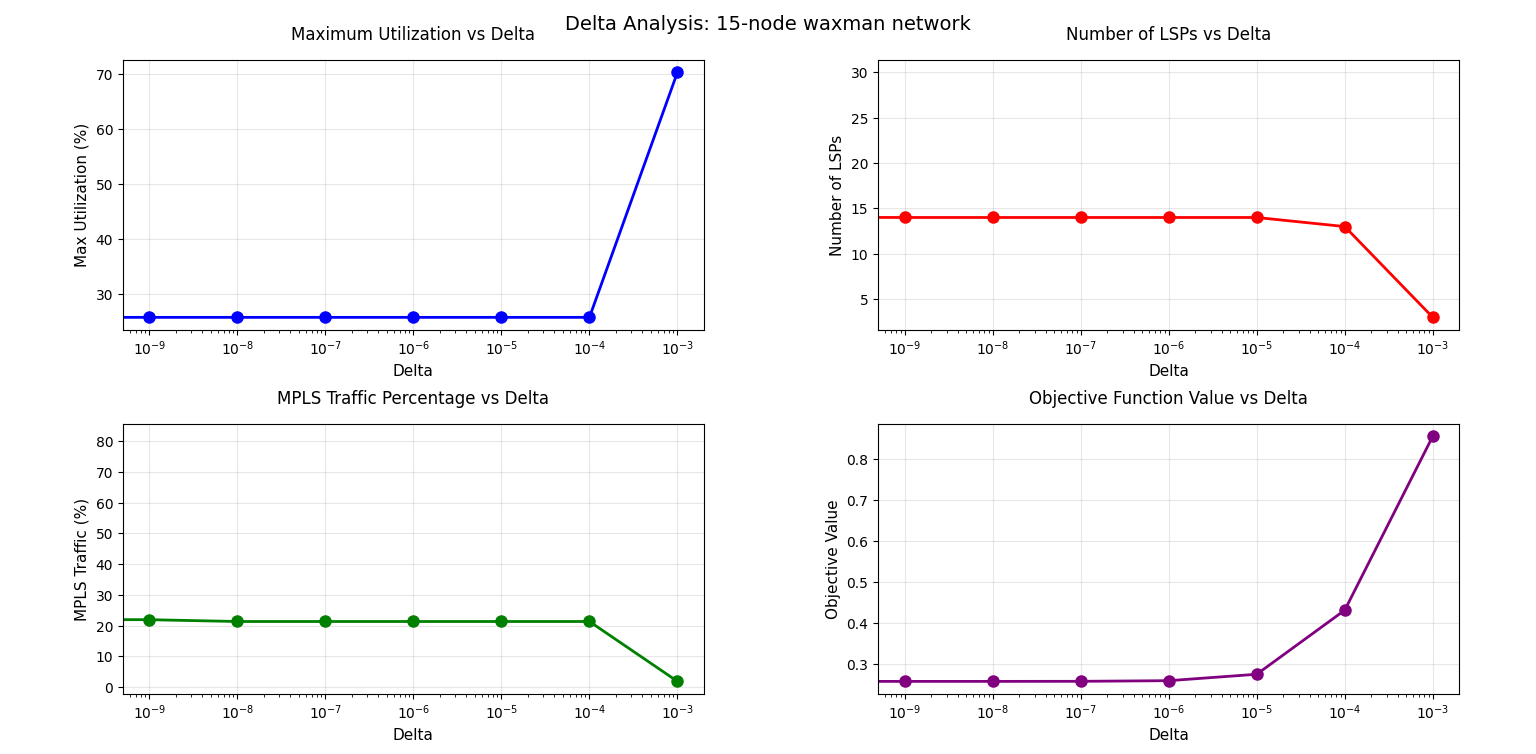 Delta Analysis: 15-node waxman network
Maximum Utilization vs Delta
Max Utilization (%)
70
60
50
40
30
10⁻⁹ 10⁻⁸ 10⁻⁷ 10⁻⁶ 10⁻⁵ 10⁻⁴ 10⁻³
Delta
Number of LSPs vs Delta
Number of LSPs
30
25
20
15
10
5
10⁻⁹ 10⁻⁸ 10⁻⁷ 10⁻⁶ 10⁻⁵ 10⁻⁴ 10⁻³
Delta
MPLS Traffic Percentage vs Delta
MPLS Traffic (%)
80
70
60
50
40
30
20
10
0
10⁻⁹ 10⁻⁸ 10⁻⁷ 10⁻⁶ 10⁻⁵ 10⁻⁴ 10⁻³
Delta
Objective Function Value vs Delta
Objective Value
0.8
0.7
0.6
0.5
0.4
0.3
10⁻⁹ 10⁻⁸ 10⁻⁷ 10⁻⁶ 10⁻⁵ 10⁻⁴ 10⁻³
Delta